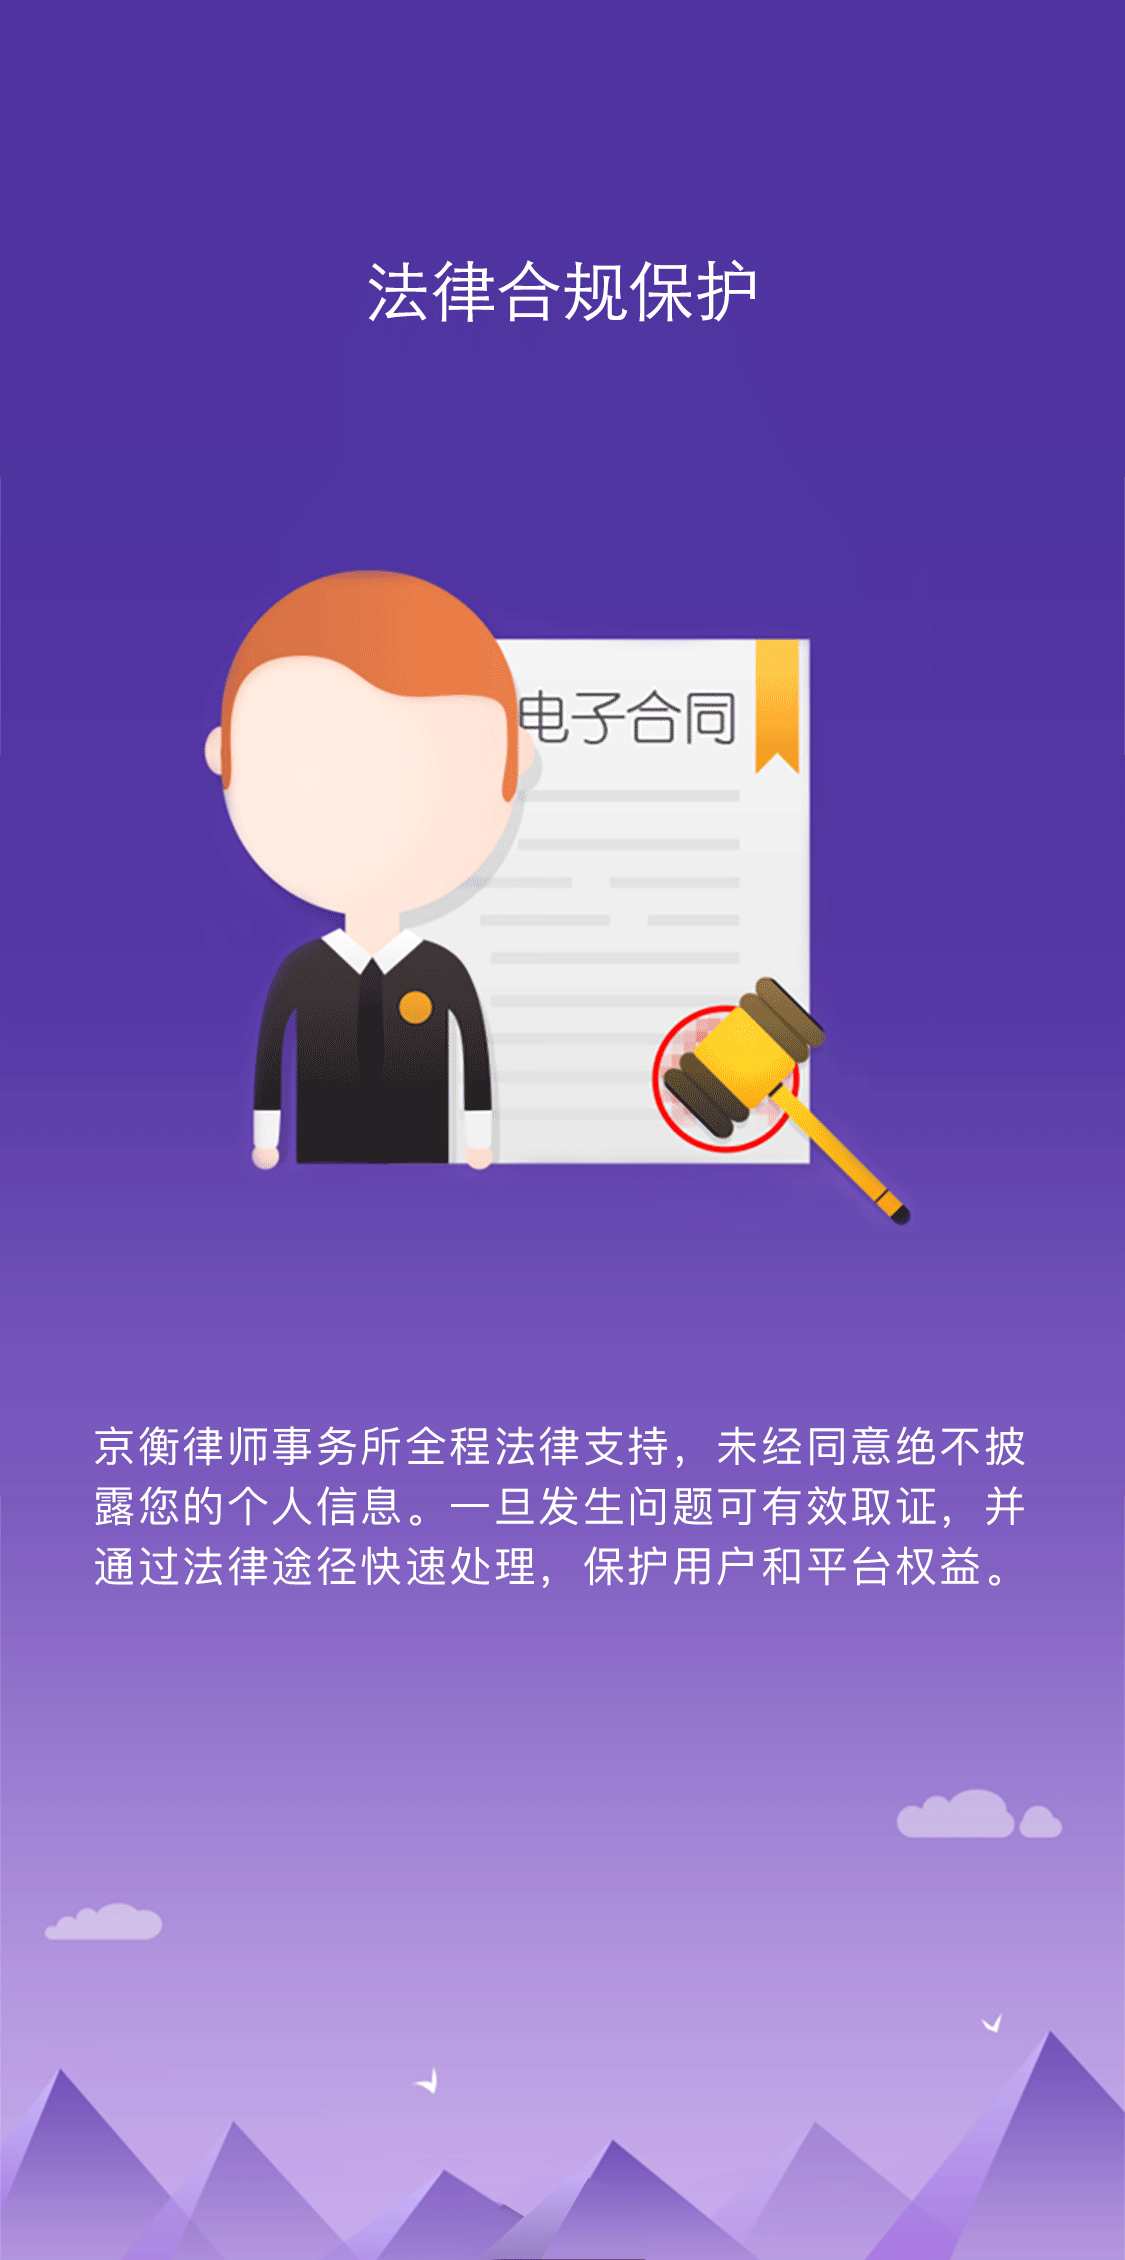 法律合规保护
电子合同
京衡律师事务所全程法律支持，未经同意绝不披
露您的个人信息。一旦发生问题可有效取证，并
通过法律途径快速处理，保护用户和平台权益。